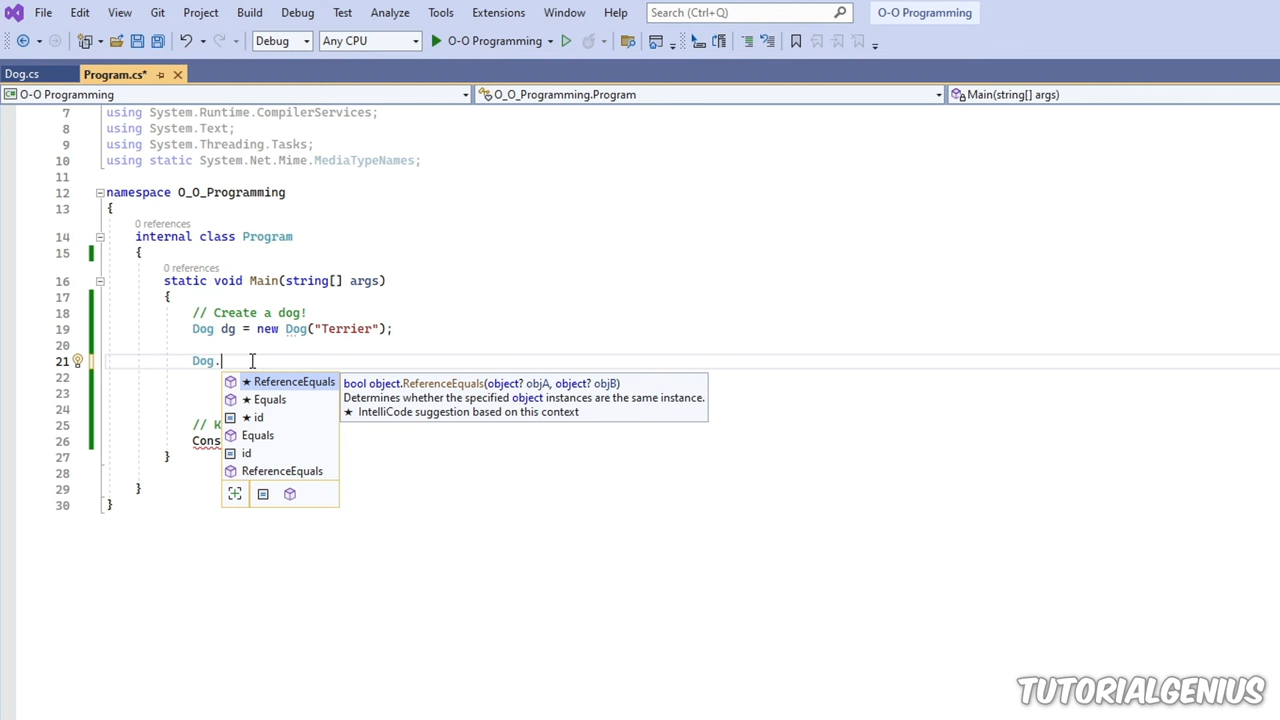 File Edit View Git Project Build Debug Test Analyze Tools Extensions Window Help Search (Ctrl+Q) O-O Programming
Debug Any CPU O-O Programming
Dog.cs Program.cs*
O-O Programming O_O_Programming.Program Main(string[] args)
7 using System.Runtime.CompilerServices;
8 using System.Text;
9 using System.Threading.Tasks;
10 using static System.Net.Mime.MediaTypeNames;
11
12 namespace O_O_Programming
13 {
0 references
14 internal class Program
15 {
0 references
16 static void Main(string[] args)
17 {
18 // Create a dog!
19 Dog dg = new Dog("Terrier");
20
21 Dog.
22
23
24
25 // K
26 Cons
27 }
28
29 }
30 }
★ ReferenceEquals
★ Equals
★ id
Equals
id
ReferenceEquals
bool object.ReferenceEquals(object? objA, object? objB)
Determines whether the specified object instances are the same instance.
★ IntelliCode suggestion based on this context
TUTORIALGENIUS